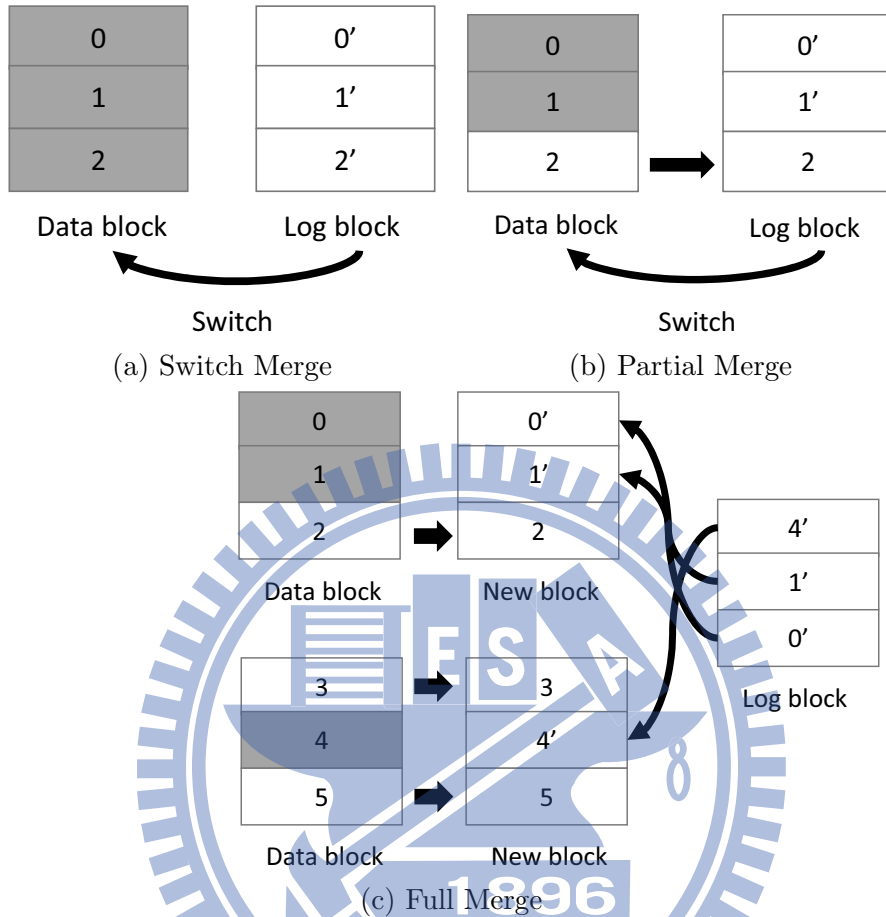 0 0'
1 1'
2 2'
Data block Log block
Switch
(a) Switch Merge
0 0'
1 1'
2 2
Data block Log block
Switch
(b) Partial Merge
0 0'
1 1'
2 2
Data block New block
4'
1'
0'
Log block
3 3
4 4'
5 5
Data block New block
(c) Full Merge
E S A
8
1896